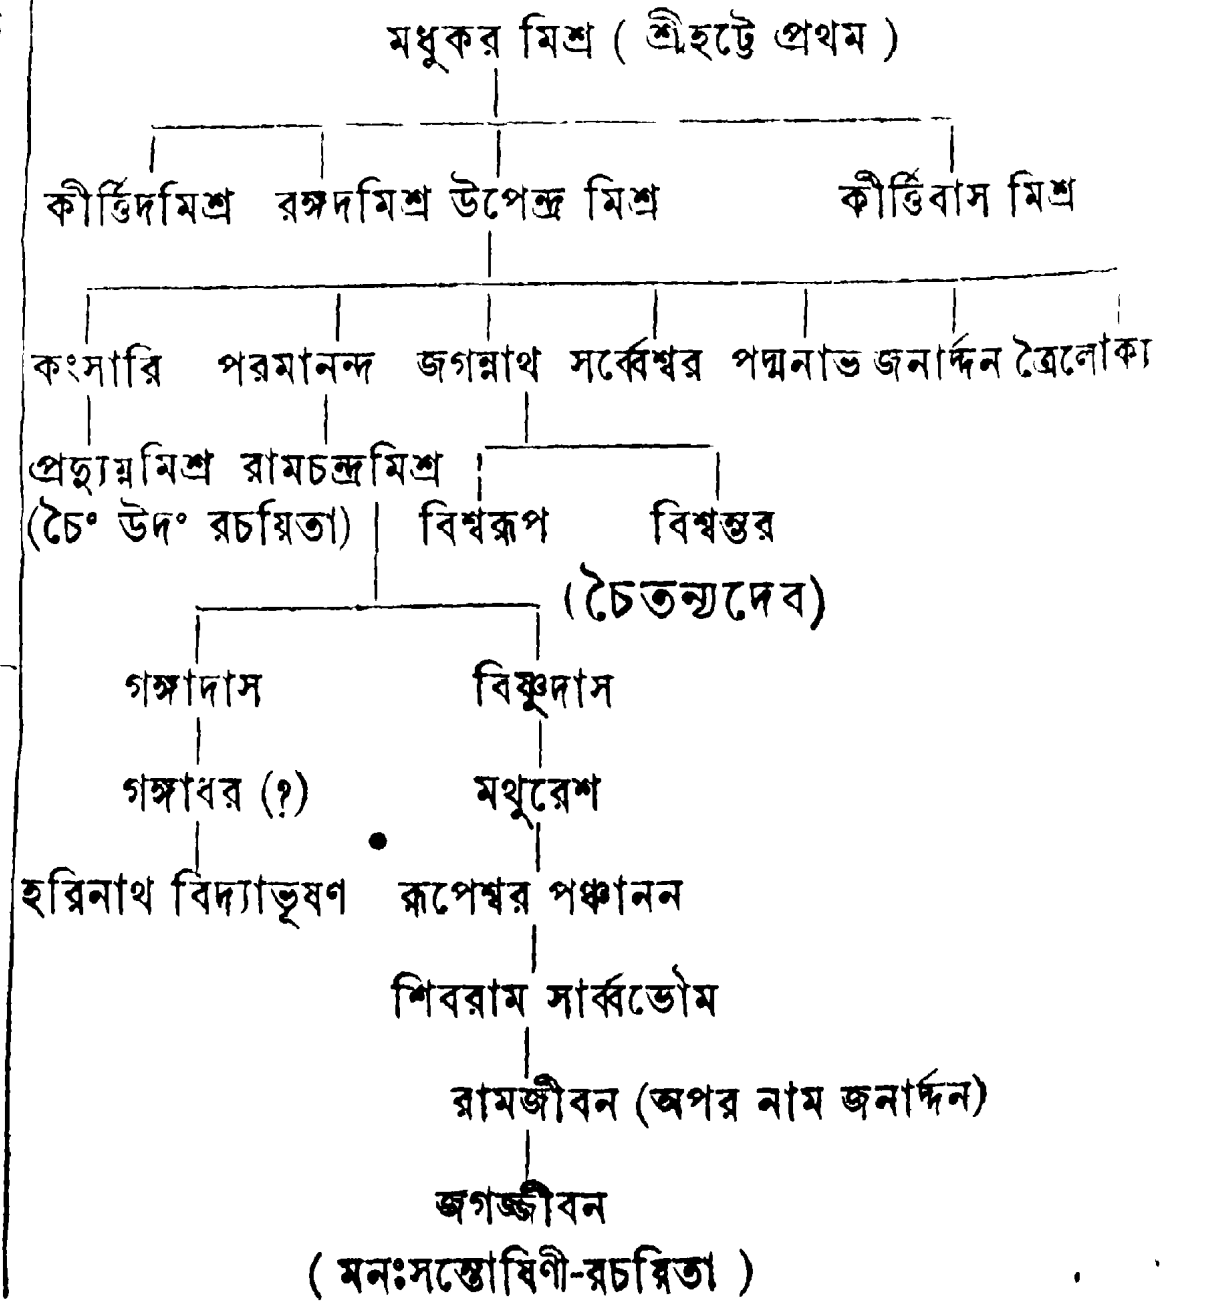 মধুকর মিশ্র ( শ্রীহট্টে প্রথম )
কীর্ত্তিদমিশ্র রঙ্গদমিশ্র উপেন্দ্র মিশ্র কীর্ত্তিবাস মিশ্র
কংসারি পরমানন্দ জগন্নাথ সর্ব্বেশ্বর পদ্মনাভ জনার্দ্দন ত্রৈলোক্য
প্রদ্যুম্নমিশ্র রামচন্দ্রমিশ্র
(চৈ° উদ° রচয়িতা) বিশ্বরূপ বিশ্বম্ভর
(চৈতন্যদেব)
গঙ্গাদাস বিষ্ণুদাস
গঙ্গাধর (?) মথুরেশ
হরিনাথ বিদ্যাভূষণ রূপেশ্বর পঞ্চানন
শিবরাম সার্ব্বভৌম
রামজীবন (অপর নাম জনার্দ্দন)
জগজ্জীবন
( মনঃসন্তোষিণী-রচয়িতা )